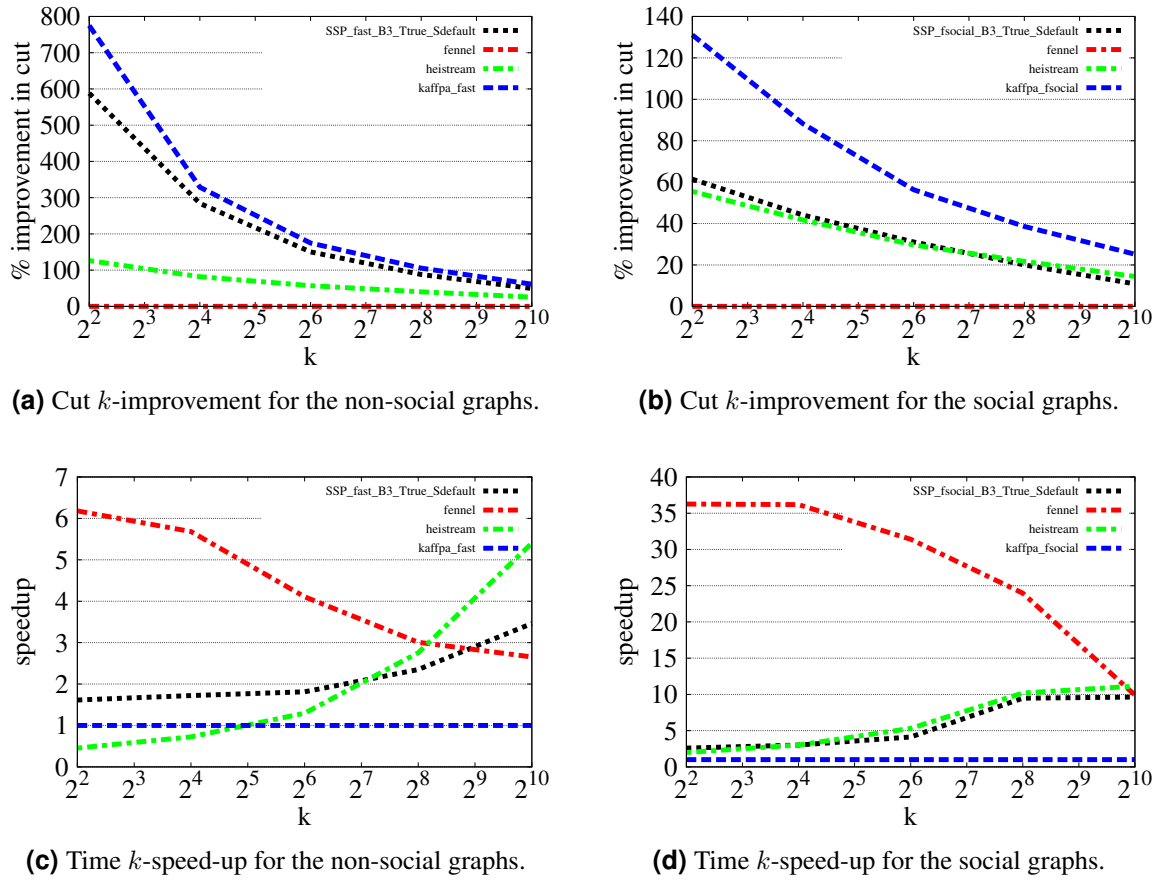 800
700
600
500
400
300
200
100
0
% improvement in cut
SSP_fast_B3_Ttrue_Sdefault
fennel
heistream
kaffpa_fast
2^2 2^3 2^4 2^5 2^6 2^7 2^8 2^9 2^10
k
(a) Cut k-improvement for the non-social graphs.
140
120
100
80
60
40
20
0
% improvement in cut
SSP_fsocial_B3_Ttrue_Sdefault
fennel
heistream
kaffpa_fsocial
2^2 2^3 2^4 2^5 2^6 2^7 2^8 2^9 2^10
k
(b) Cut k-improvement for the social graphs.
7
6
5
4
3
2
1
0
speedup
SSP_fast_B3_Ttrue_Sdefault
fennel
heistream
kaffpa_fast
2^2 2^3 2^4 2^5 2^6 2^7 2^8 2^9 2^10
k
(c) Time k-speed-up for the non-social graphs.
40
35
30
25
20
15
10
5
0
speedup
SSP_fsocial_B3_Ttrue_Sdefault
fennel
heistream
kaffpa_fsocial
2^2 2^3 2^4 2^5 2^6 2^7 2^8 2^9 2^10
k
(d) Time k-speed-up for the social graphs.